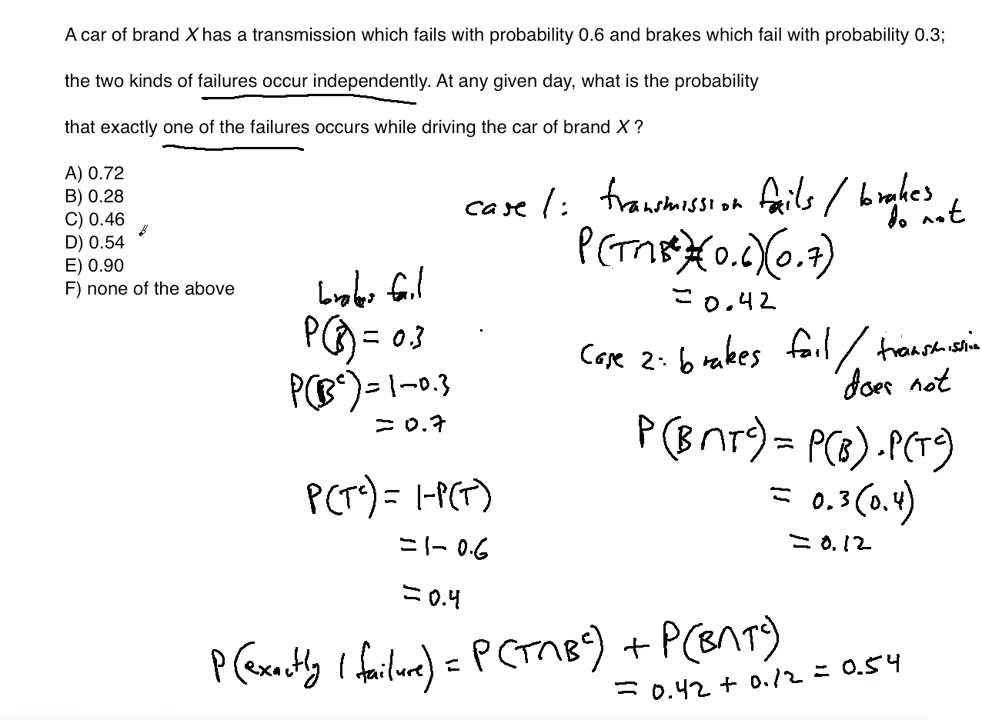 A car of brand X has a transmission which fails with probability 0.6 and brakes which fail with probability 0.3;
the two kinds of failures occur independently. At any given day, what is the probability
that exactly one of the failures occurs while driving the car of brand X ?
A) 0.72
B) 0.28
C) 0.46
D) 0.54
E) 0.90
F) none of the above
case 1: transmission fails / brakes
do not
P(T∩Bᶜ)=(0.6)(0.7)
= 0.42
brakes fail
P(B) = 0.3
P(Bᶜ) = 1-0.3
= 0.7
Case 2: brakes fail / transmission
does not
P(B∩Tᶜ) = P(B).P(Tᶜ)
= 0.3(0.4)
= 0.12
P(Tᶜ) = 1-P(T)
= 1- 0.6
= 0.4
P(exactly 1 failure) = P(T∩Bᶜ) + P(B∩Tᶜ)
= 0.42 + 0.12 = 0.54